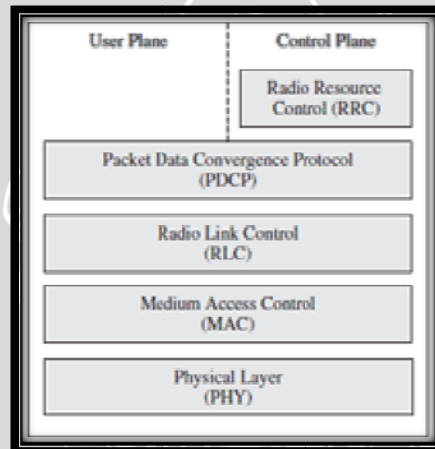 User Plane
Control Plane
Radio Resource
Control (RRC)
Packet Data Convergence Protocol
(PDCP)
Radio Link Control
(RLC)
Medium Access Control
(MAC)
Physical Layer
(PHY)